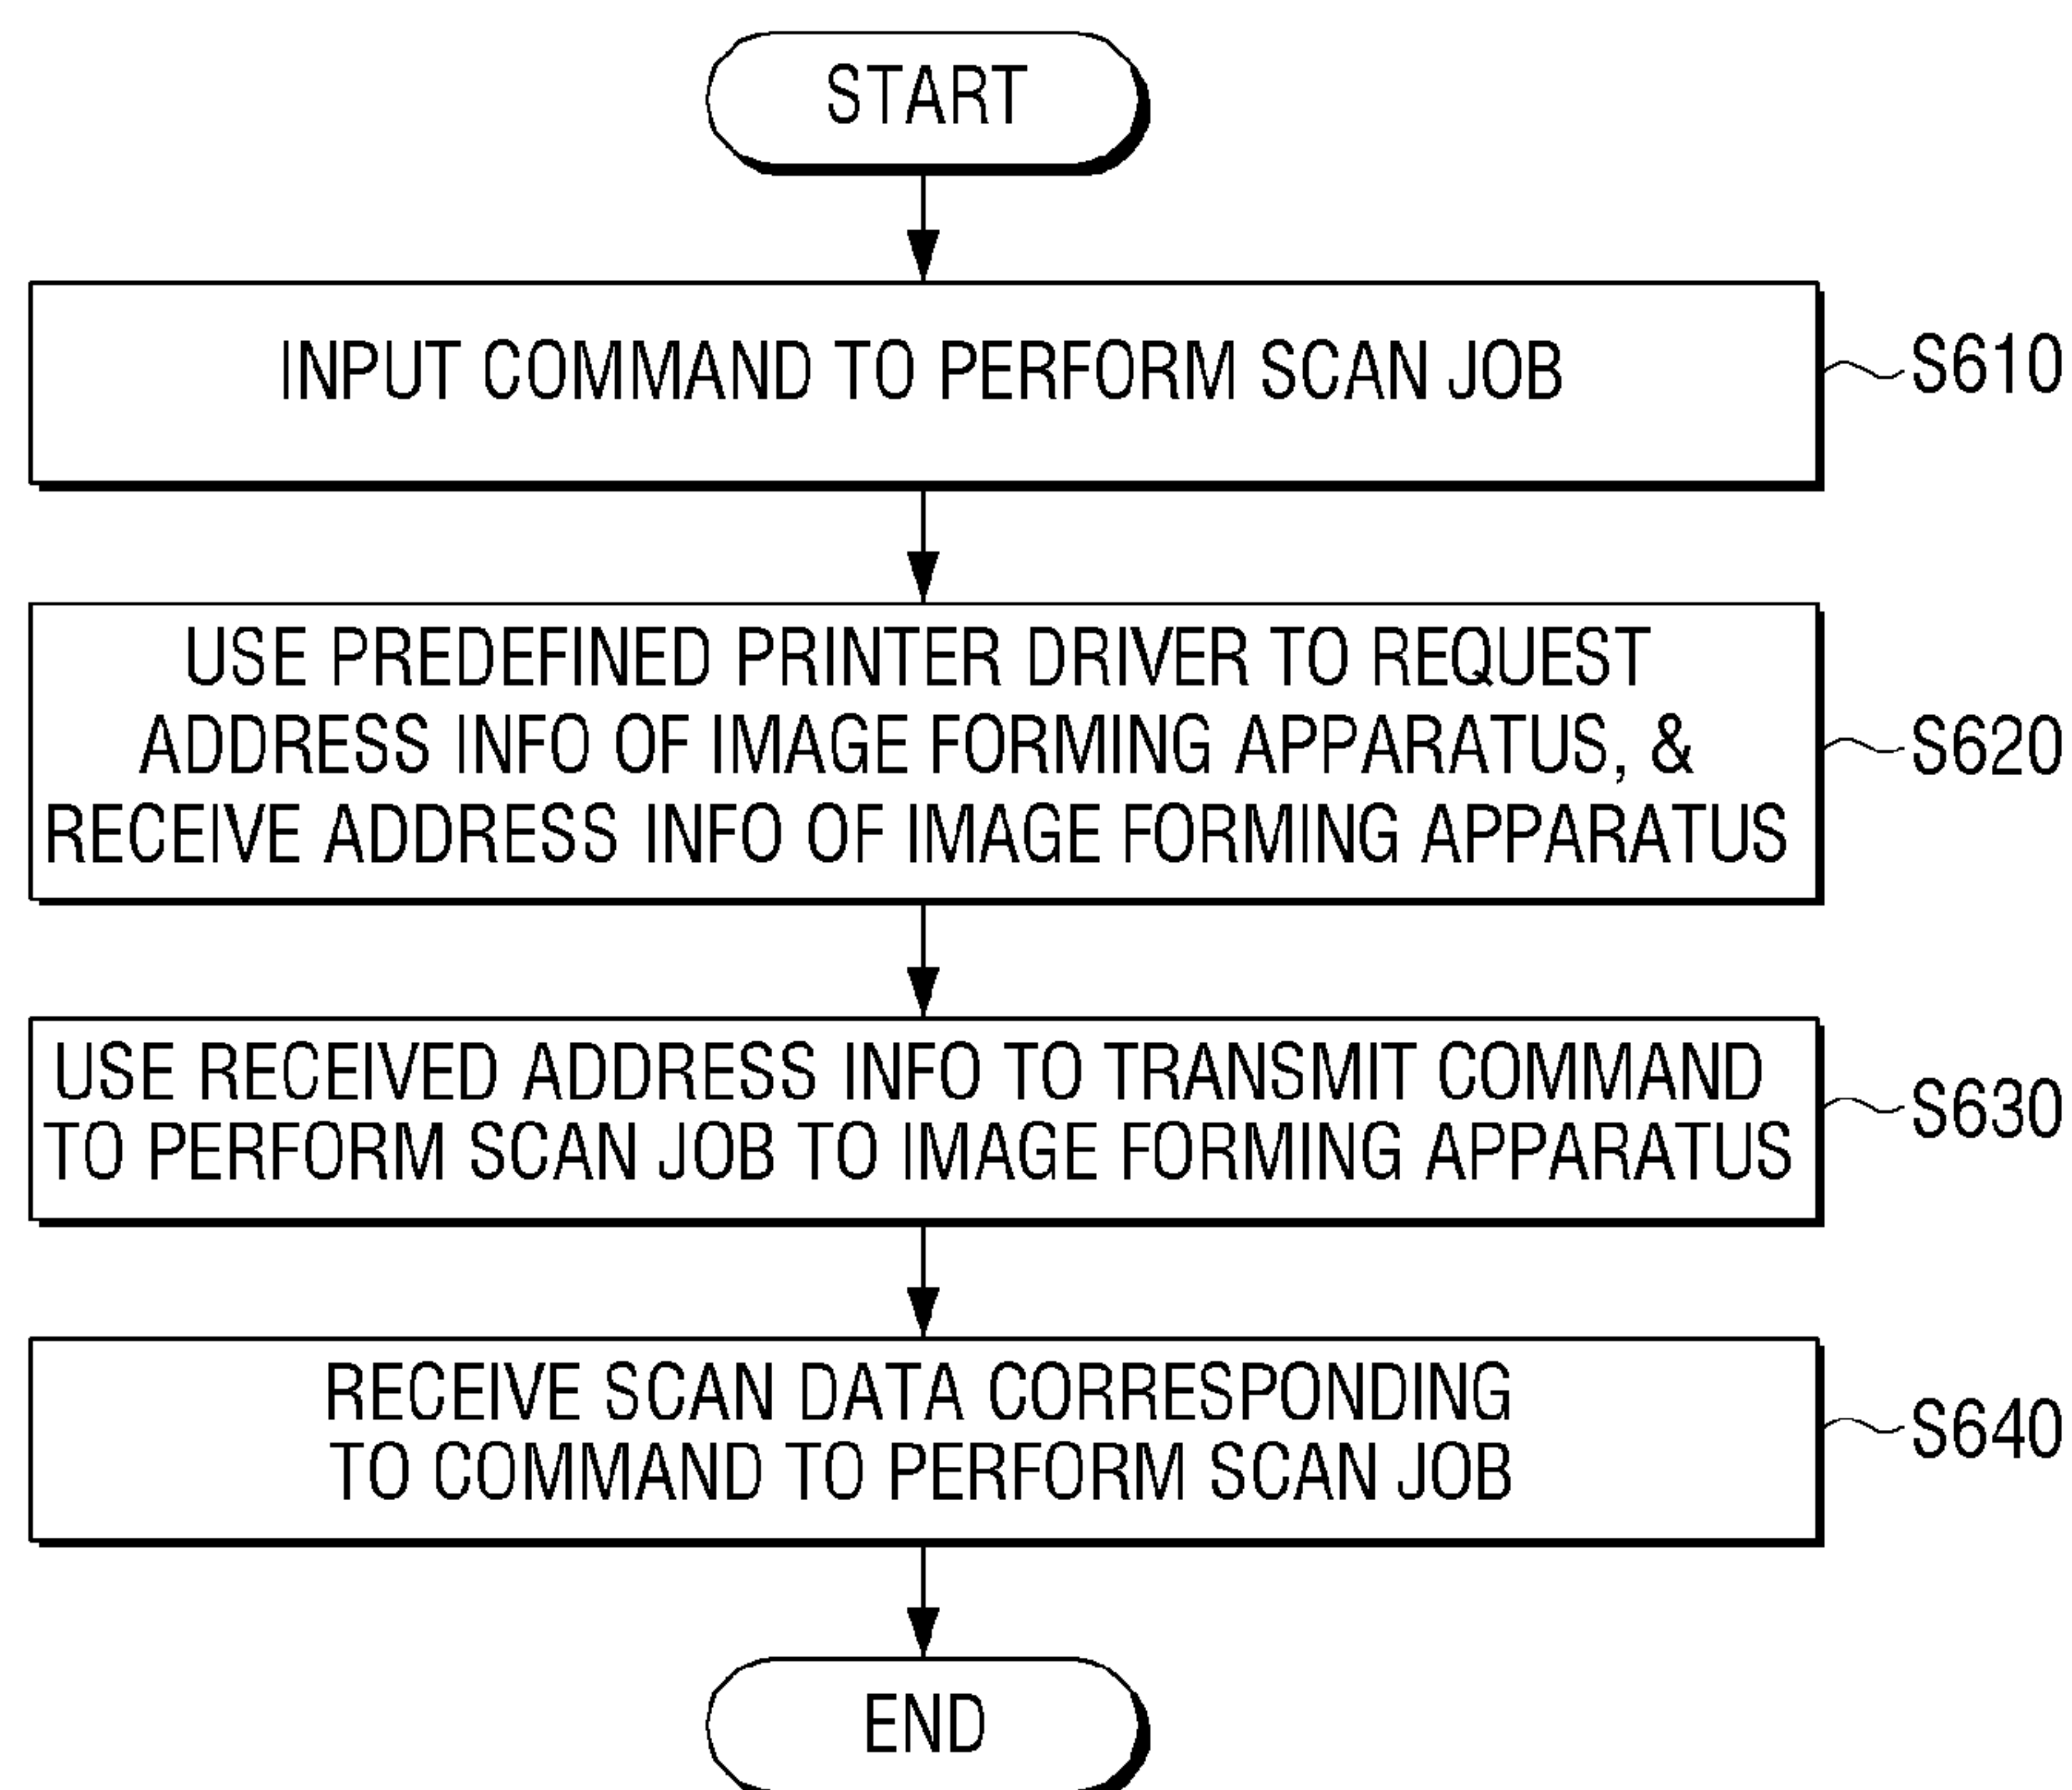 START
INPUT COMMAND TO PERFORM SCAN JOB
S610
USE PREDEFINED PRINTER DRIVER TO REQUEST
ADDRESS INFO OF IMAGE FORMING APPARATUS, &
RECEIVE ADDRESS INFO OF IMAGE FORMING APPARATUS
S620
USE RECEIVED ADDRESS INFO TO TRANSMIT COMMAND
TO PERFORM SCAN JOB TO IMAGE FORMING APPARATUS
S630
RECEIVE SCAN DATA CORRESPONDING
TO COMMAND TO PERFORM SCAN JOB
S640
END